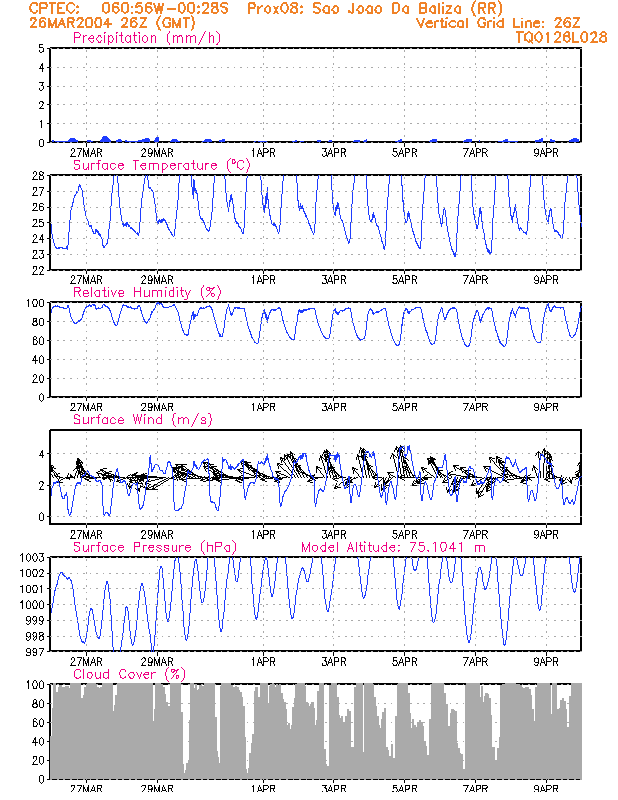 CPTEC: 060:56W-00:28S Prox08: Sao Joao Da Baliza (RR)
26MAR2004 26Z (GMT) Vertical Grid Line: 26Z
Precipitation (mm/h) TQ0126L028
5
4
3
2
1
0
27MAR 29MAR 1APR 3APR 5APR 7APR 9APR
Surface Temperature (°C)
28
27
26
25
24
23
22
27MAR 29MAR 1APR 3APR 5APR 7APR 9APR
Relative Humidity (%)
100
80
60
40
20
0
27MAR 29MAR 1APR 3APR 5APR 7APR 9APR
Surface Wind (m/s)
4
2
0
27MAR 29MAR 1APR 3APR 5APR 7APR 9APR
Surface Pressure (hPa) Model Altitude: 75.1041 m
1003
1002
1001
1000
999
998
997
27MAR 29MAR 1APR 3APR 5APR 7APR 9APR
Cloud Cover (%)
100
80
60
40
20
0
27MAR 29MAR 1APR 3APR 5APR 7APR 9APR